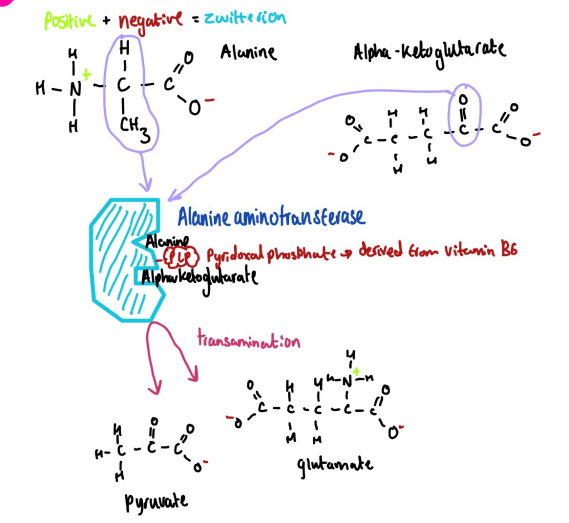 Positive + negative = zwitterion
Alanine
Alpha-ketoglutarate
H
H
O
H - N + - C - C
O-
H
CH3
O
H
H
O
O
-O
C - C - C - C - C
O-
H
H
Alanine aminotransferase
Alanine
PLP
Pyridoxal phosphate → derived from vitamin B6
Alphaketoglutarate
transamination
H
O
H
H
H-N-H
+
O
-O
C - C - C - C - C
O-
H
H
glutamate
H
O
O
H - C - C - C
O-
H
Pyruvate